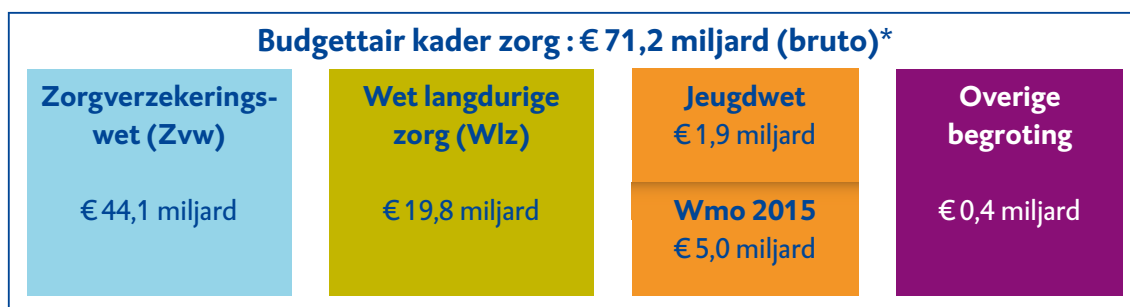 Budgettair kader zorg : € 71,2 miljard (bruto)*
Zorgverzekerings-
wet (Zvw)
€ 44,1 miljard
Wet langdurige
zorg (Wlz)
€ 19,8 miljard
Jeugdwet
€ 1,9 miljard
Wmo 2015
€ 5,0 miljard
Overige
begroting
€ 0,4 miljard